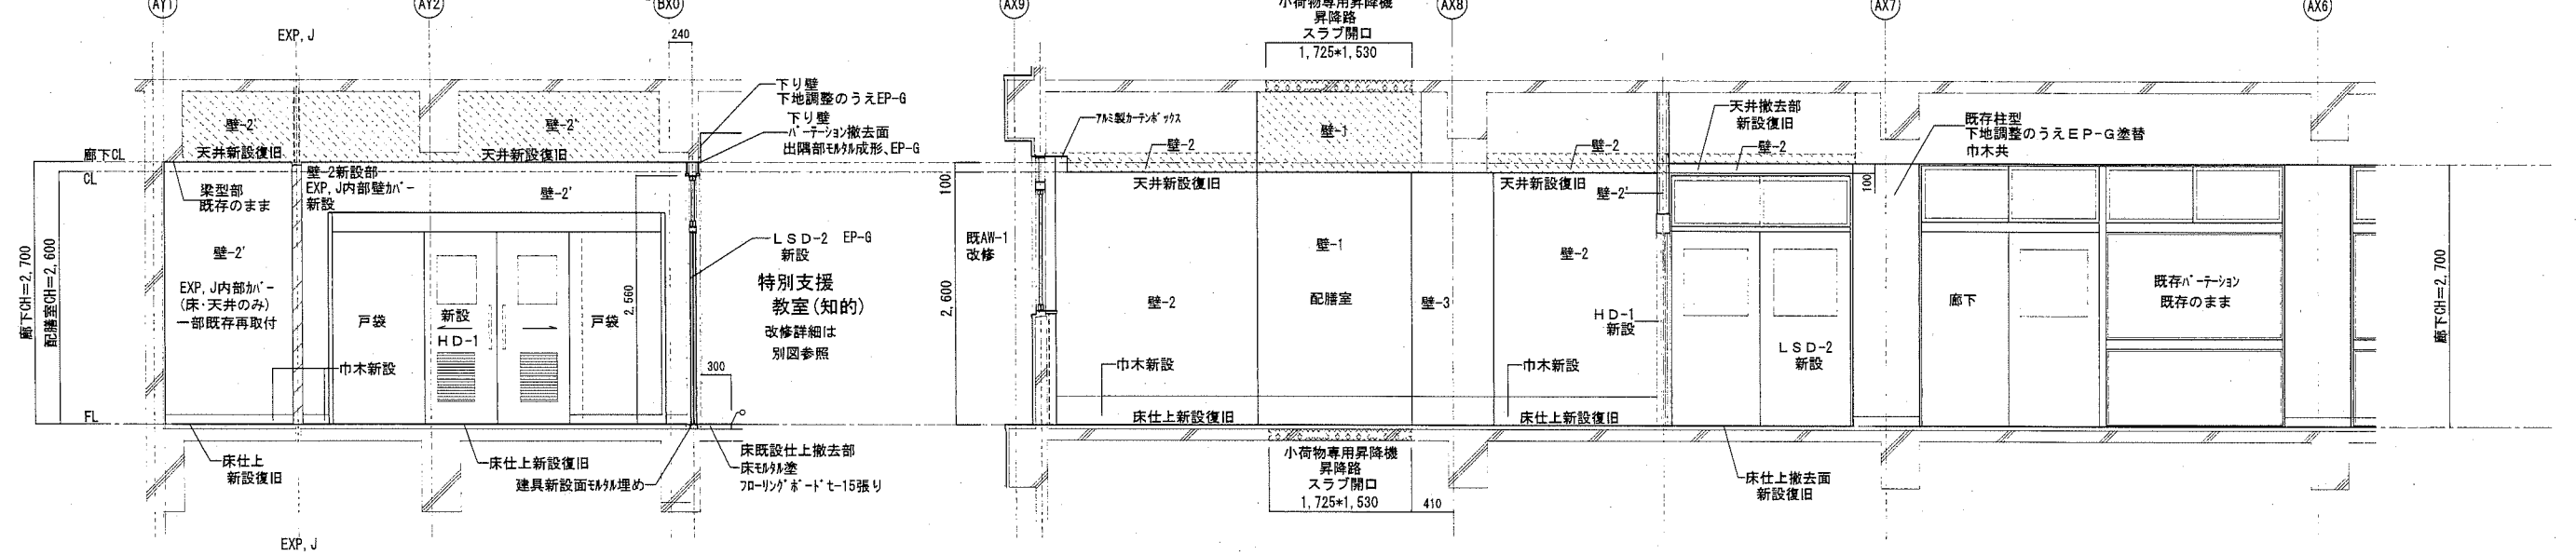 AY1
AY2
BX0
AX9
小荷物専用昇降機
昇降路
スラブ開口
1,725*1,530
AX8
AX7
AX6
EXP,J
240
下り壁
下地調整のうえEP-G
下り壁
パーテーション撤去面
出隅部モルタル成形、EP-G
壁-2'
壁-2'
天井新設復旧
天井新設復旧
廊下CL
CL
梁型部
既存のまま
壁-2新設部
EXP,J内部壁カバー
新設
壁-2'
壁-2'
EXP,J内部カバー
(床・天井のみ)
一部既存再取付
廊下CH=2,700
配膳室CH=2,600
戸袋
新設
HD-1
戸袋
2,560
LSD-2 EP-G
新設
特別支援
教室(知的)
改修詳細は
別図参照
300
巾木新設
FL
床仕上
新設復旧
床仕上新設復旧
建具新設面モルタル埋め
床既設仕上撤去部
床モルタル塗
フローリングボードt-15張り
EXP,J
アルミ製カーテンボックス
壁-2
壁-1
壁-2
天井撤去部
新設復旧
壁-2
既存柱型
下地調整のうえEP-G塗替
巾木共
100
天井新設復旧
天井新設復旧
壁-2'
100
既AW-1
改修
2,600
壁-2
壁-1
配膳室
壁-3
壁-2
HD-1
新設
LSD-2
新設
廊下
既存パーテーション
既存のまま
廊下CH=2,700
巾木新設
巾木新設
床仕上新設復旧
床仕上新設復旧
小荷物専用昇降機
昇降路
スラブ開口
1,725*1,530
410
床仕上撤去面
新設復旧